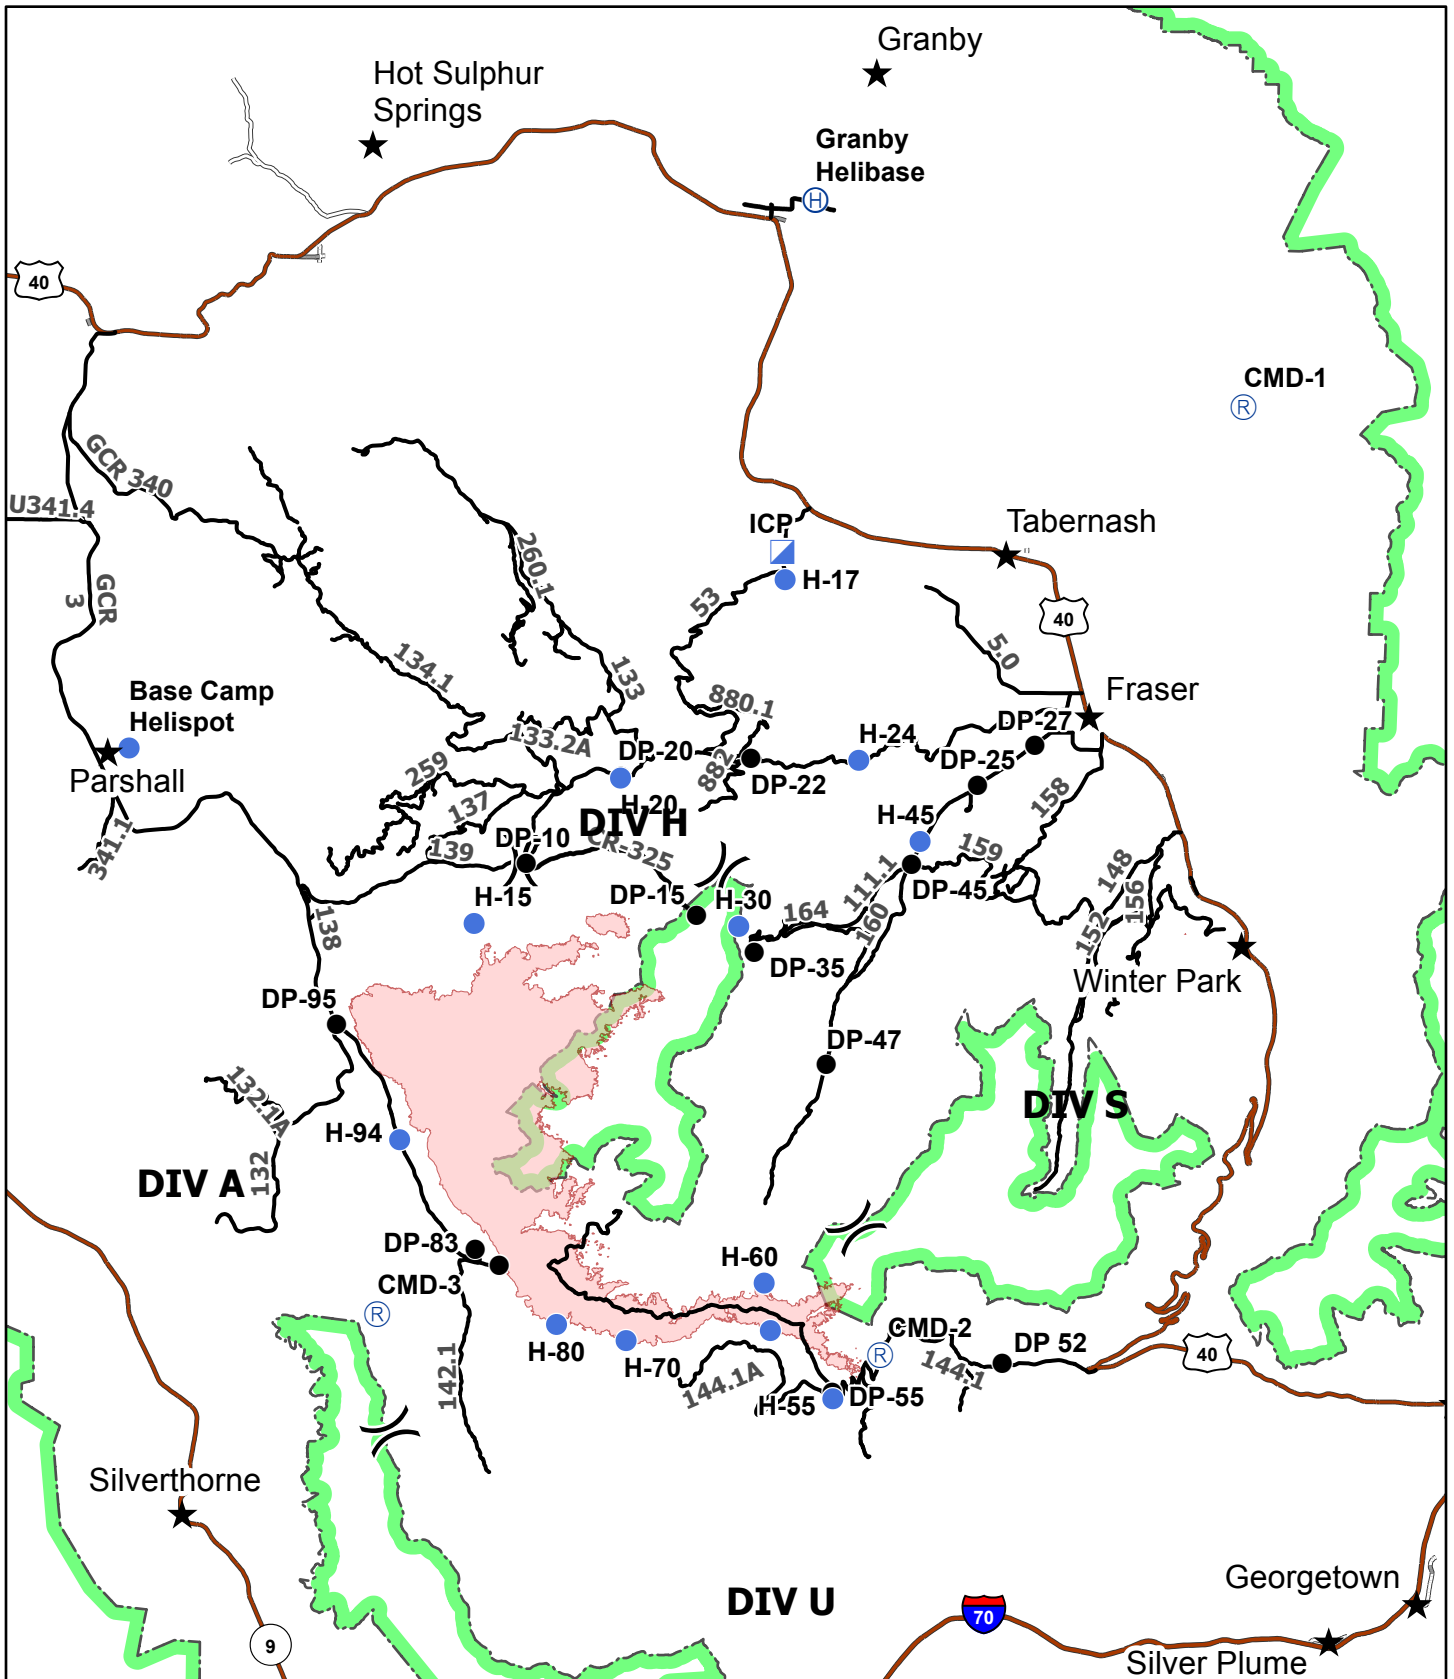 Granby
Hot Sulphur
Springs
Granby
Helibase
H
40
CMD-1
R
GCR 340
U341.4
ICP
Tabernash
260.1
H-17
GCR
3
53
40
5.0
134.1
133
Base Camp
Helispot
880.1
Fraser
DP-27
133.2A
DP-20
H-24
Parshall
259
882
DP-22
DP-25
137
H-20
DIV H
158
H-45
341.1
139
DP-10
CR-325
159
148
H-15
DP-15
H-30
164
111.1
DP-45
156
138
160
152
DP-35
Winter Park
DP-95
DP-47
132.1A
DIV S
H-94
132
DIV A
DP-83
H-60
CMD-3
R
CMD-2
R
DP 52
H-80
H-70
144.1
40
142.1
144.1A
H-55
DP-55
Silverthorne
Georgetown
DIV U
70
9
Silver Plume